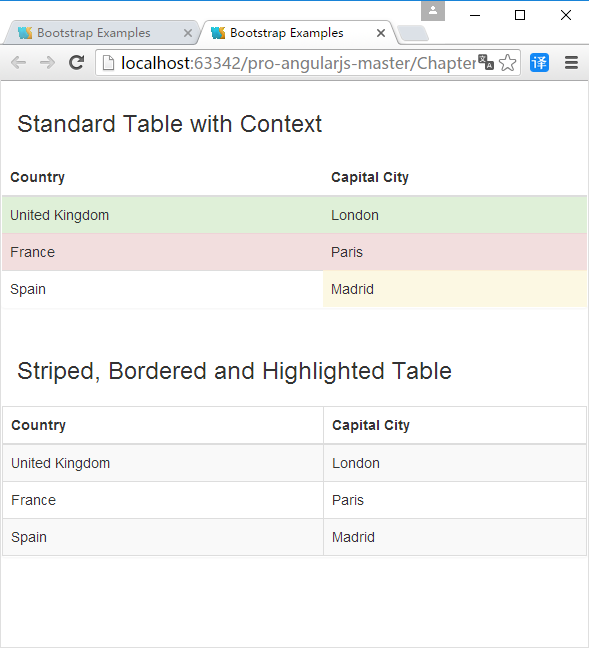 Bootstrap Examples
Bootstrap Examples
localhost:63342/pro-angularjs-master/Chapter
译
Standard Table with Context
Country Capital City
United Kingdom London
France Paris
Spain Madrid
Striped, Bordered and Highlighted Table
Country Capital City
United Kingdom London
France Paris
Spain Madrid